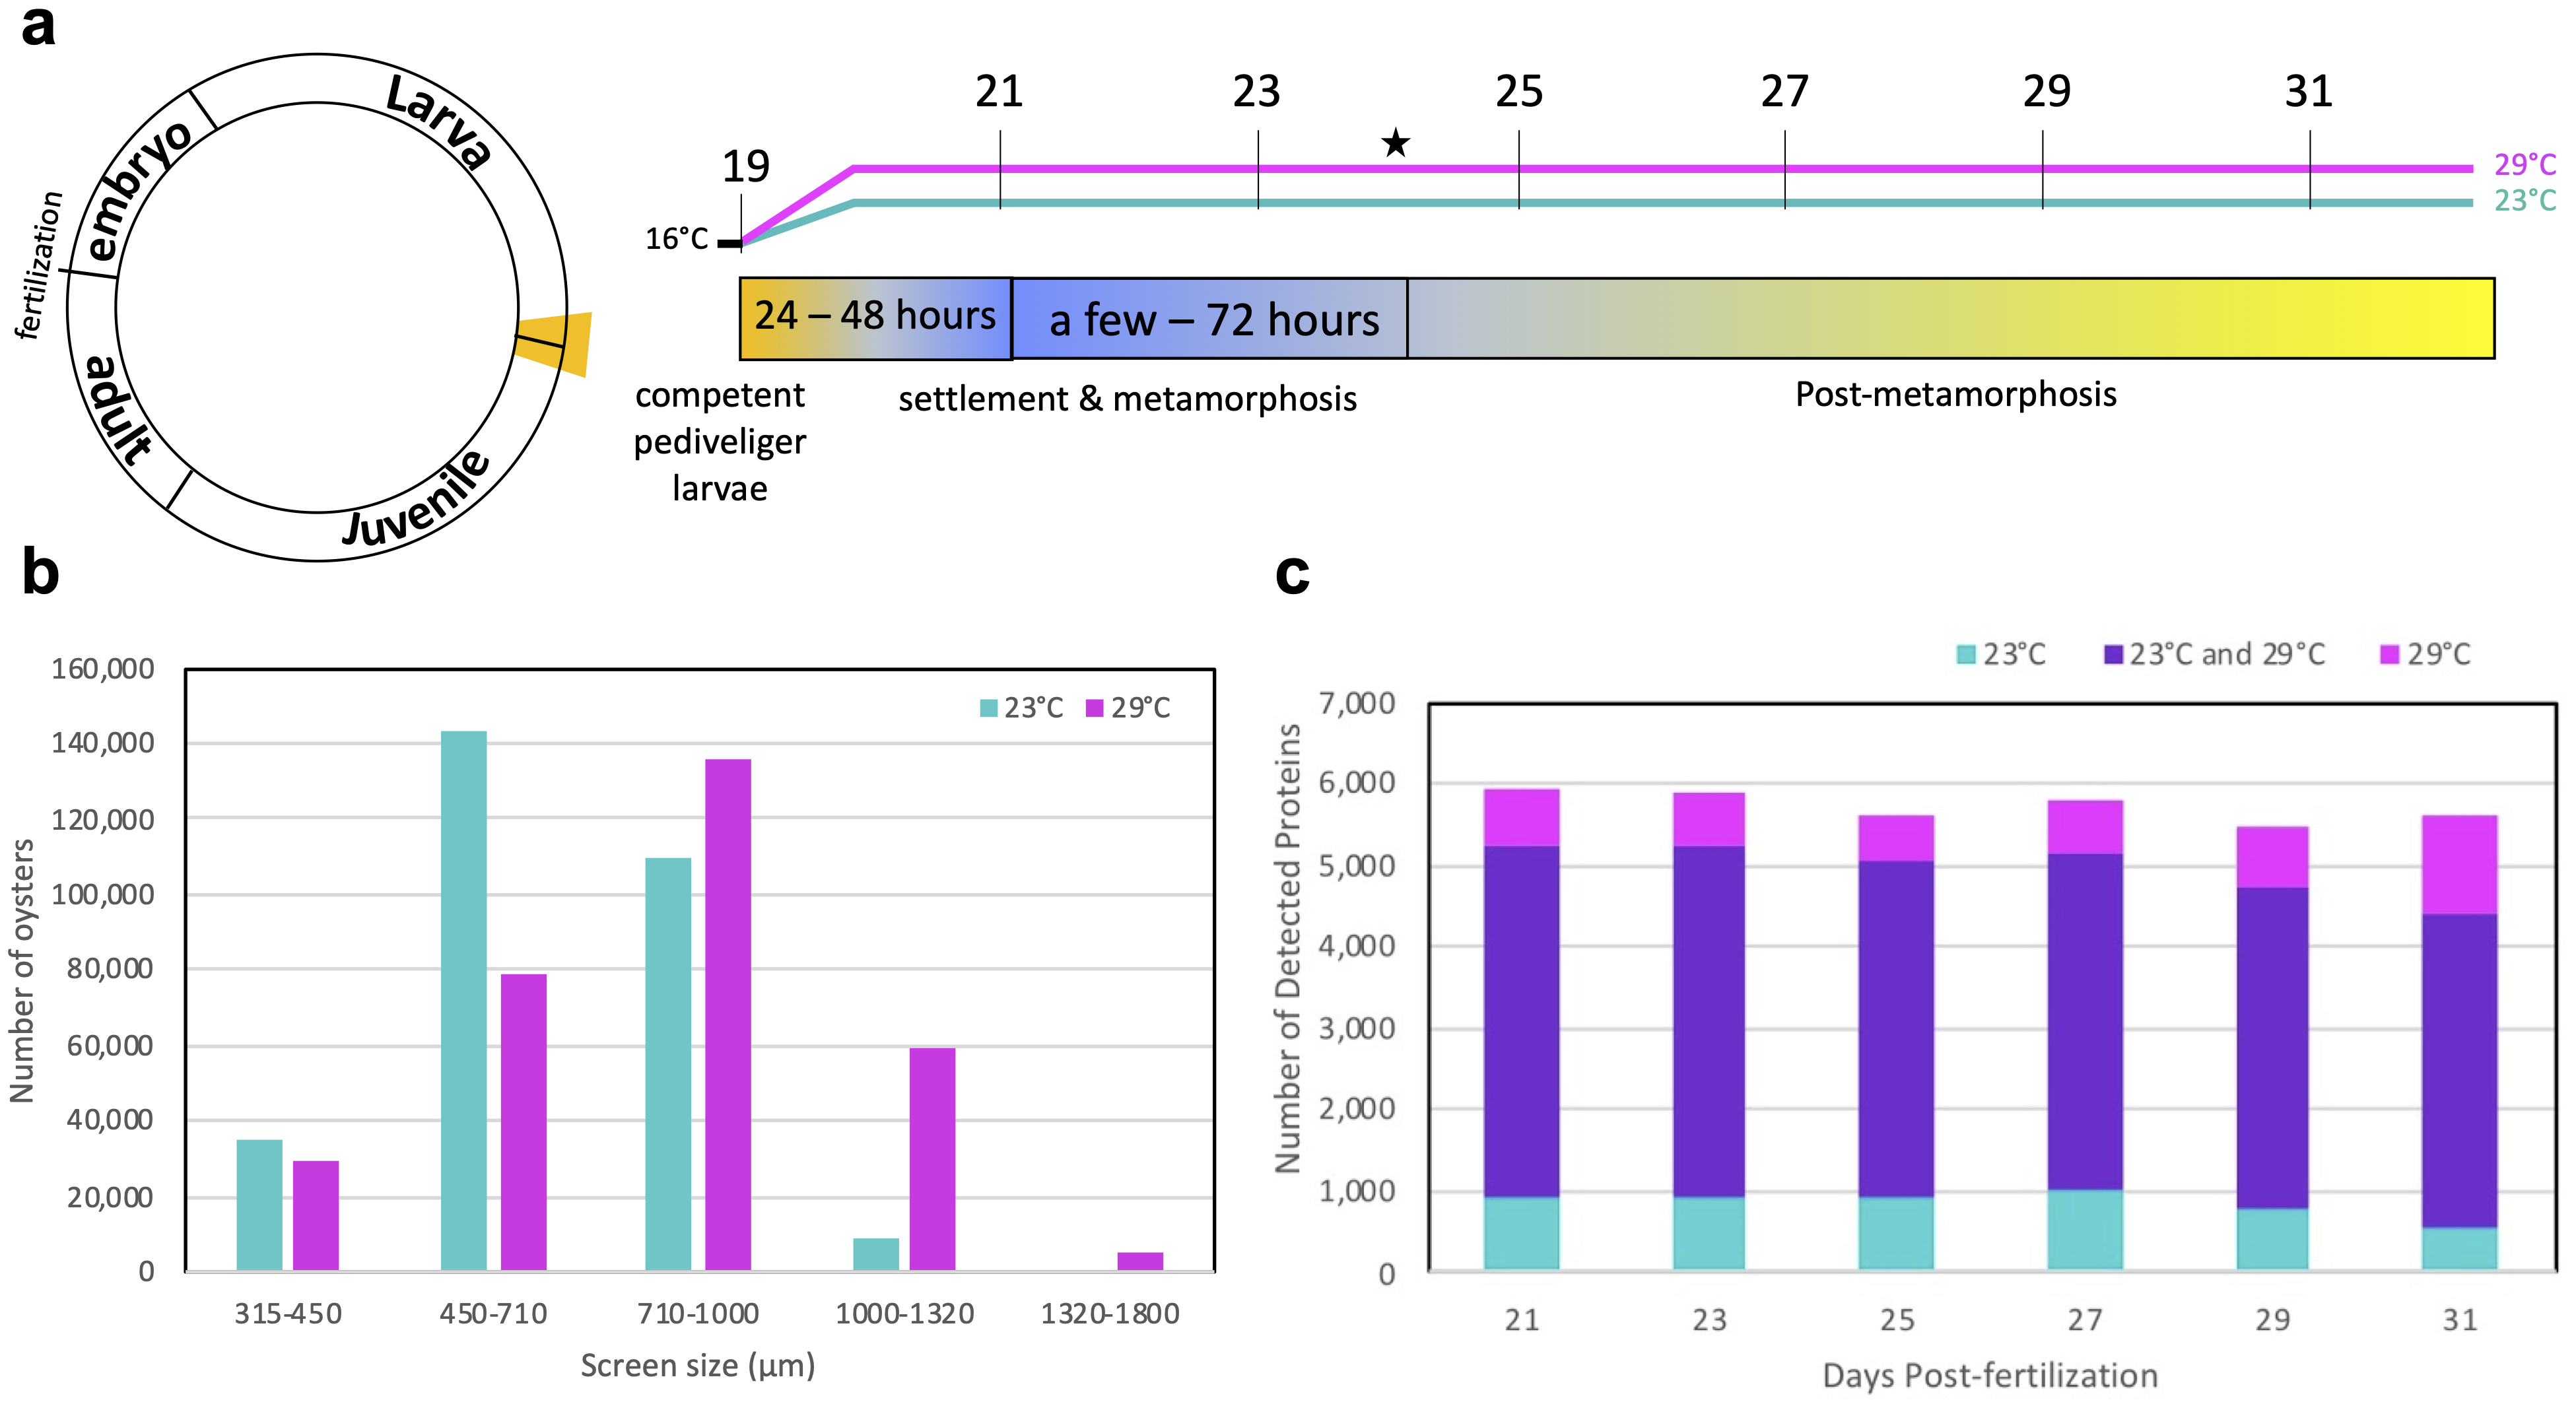 a
Larva
embryo
fertilization
adult
Juvenile
19
21
23
25
27
29
31
★
29°C
23°C
16°C
24 – 48 hours
a few – 72 hours
competent
pediveliger
larvae
settlement & metamorphosis
Post-metamorphosis
b
Number of oysters
160,000
140,000
120,000
100,000
80,000
60,000
40,000
20,000
0
23°C
29°C
315-450
450-710
710-1000
1000-1320
1320-1800
Screen size (µm)
c
23°C
23°C and 29°C
29°C
Number of Detected Proteins
7,000
6,000
5,000
4,000
3,000
2,000
1,000
0
21
23
25
27
29
31
Days Post-fertilization